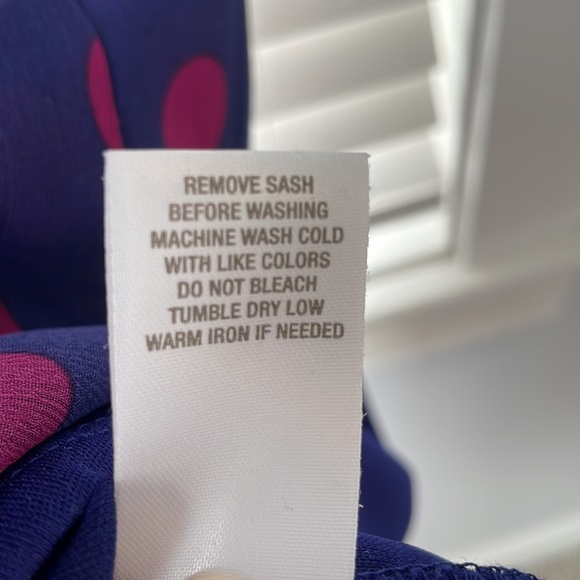 REMOVE SASH
BEFORE WASHING
MACHINE WASH COLD
WITH LIKE COLORS
DO NOT BLEACH
TUMBLE DRY LOW
WARM IRON IF NEEDED